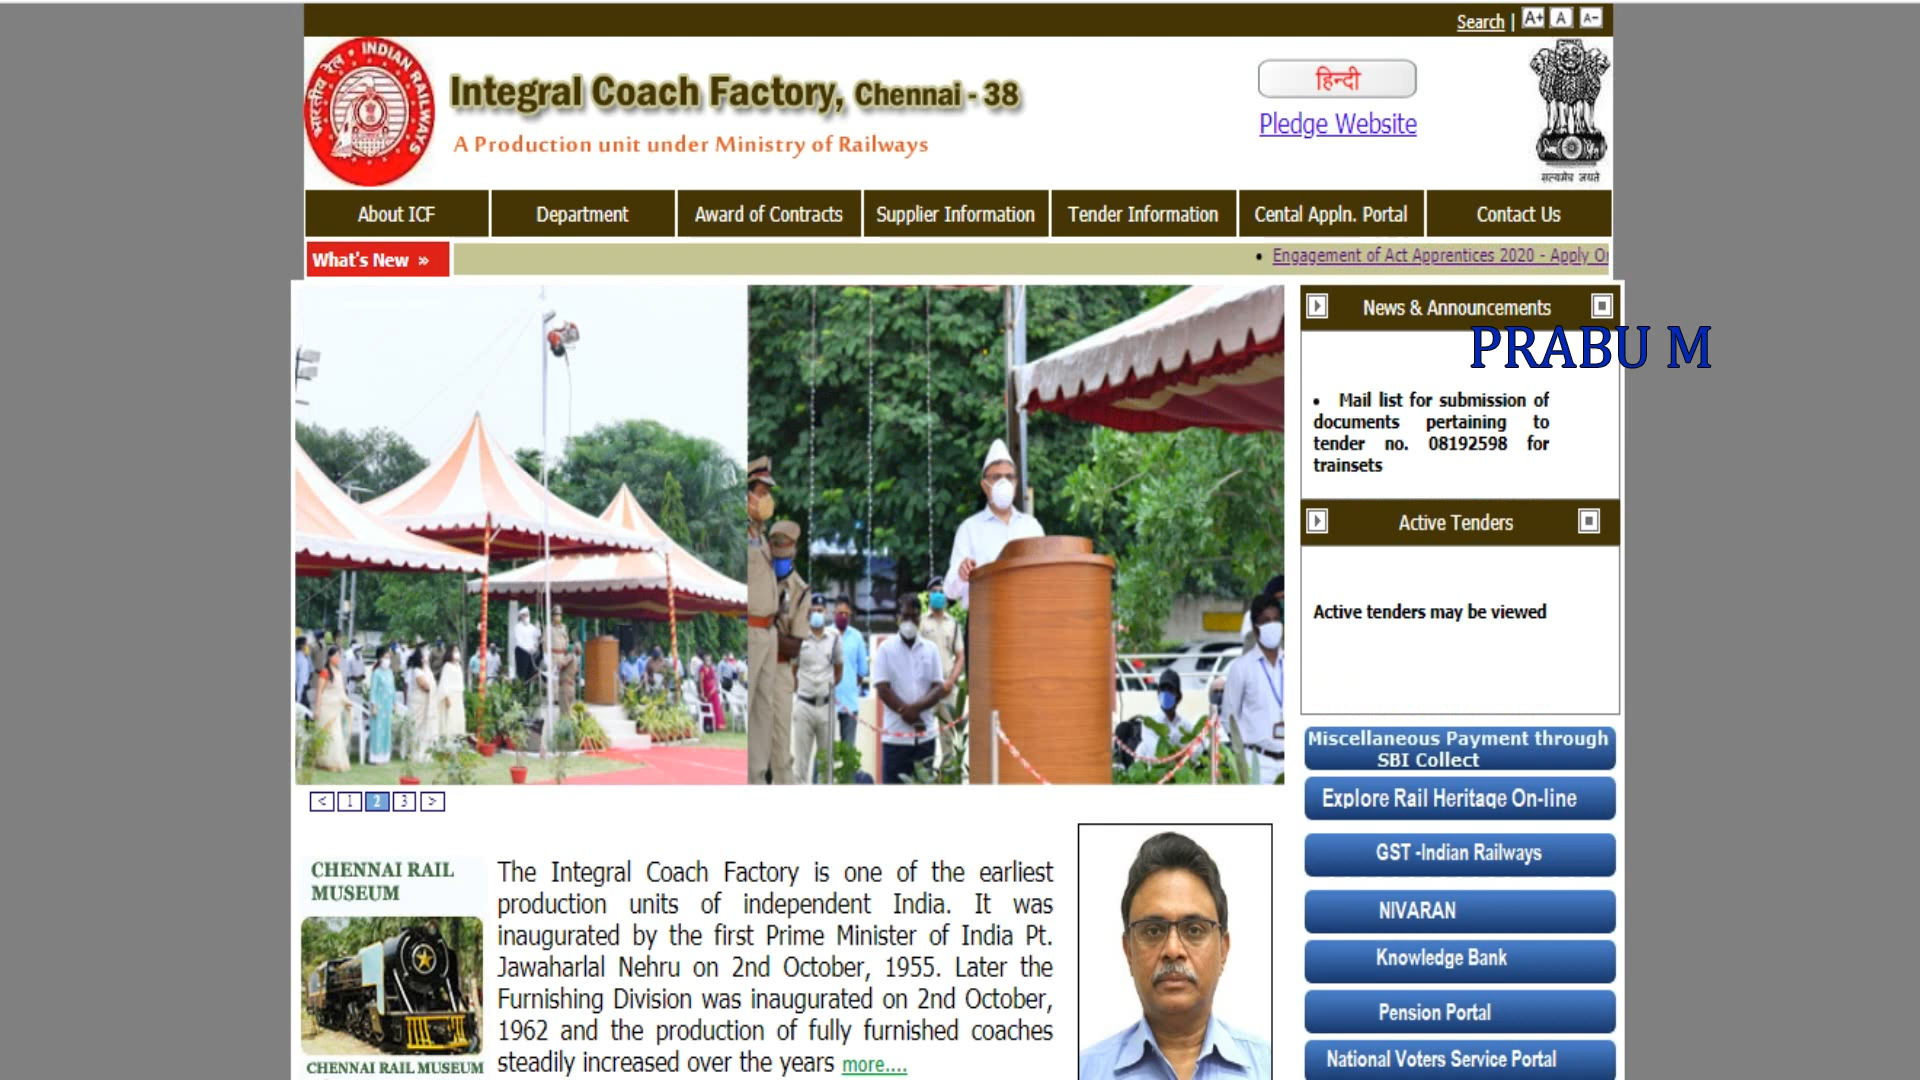 Search | A+ A A-
INDIAN RAILWAYS
भारतीय रेल
Integral Coach Factory, Chennai - 38
A Production unit under Ministry of Railways
हिन्दी
Pledge Website
सत्यमेव जयते
About ICF
Department
Award of Contracts
Supplier Information
Tender Information
Cental Appln. Portal
Contact Us
What's New »
• Engagement of Act Apprentices 2020 - Apply
News & Announcements
PRABU M
• Mail list for submission of
documents pertaining to
tender no. 08192598 for
trainsets
Active Tenders
Active tenders may be viewed
< 1 2 3 >
Miscellaneous Payment through
SBI Collect
Explore Rail Heritage On-line
GST -Indian Railways
NIVARAN
Knowledge Bank
Pension Portal
National Voters Service Portal
CHENNAI RAIL
MUSEUM
CHENNAI RAIL MUSEUM
The Integral Coach Factory is one of the earliest
production units of independent India. It was
inaugurated by the first Prime Minister of India Pt.
Jawaharlal Nehru on 2nd October, 1955. Later the
Furnishing Division was inaugurated on 2nd October,
1962 and the production of fully furnished coaches
steadily increased over the years more....